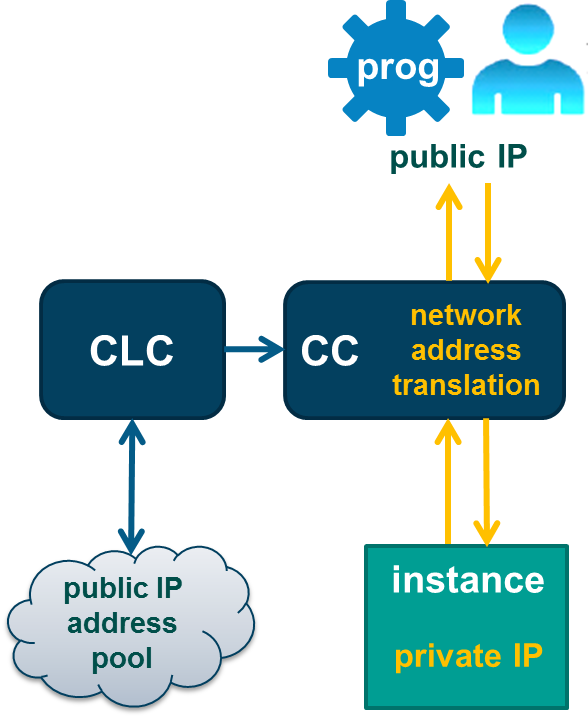 prog
public IP
CLC
CC
network
address
translation
public IP
address
pool
instance
private IP